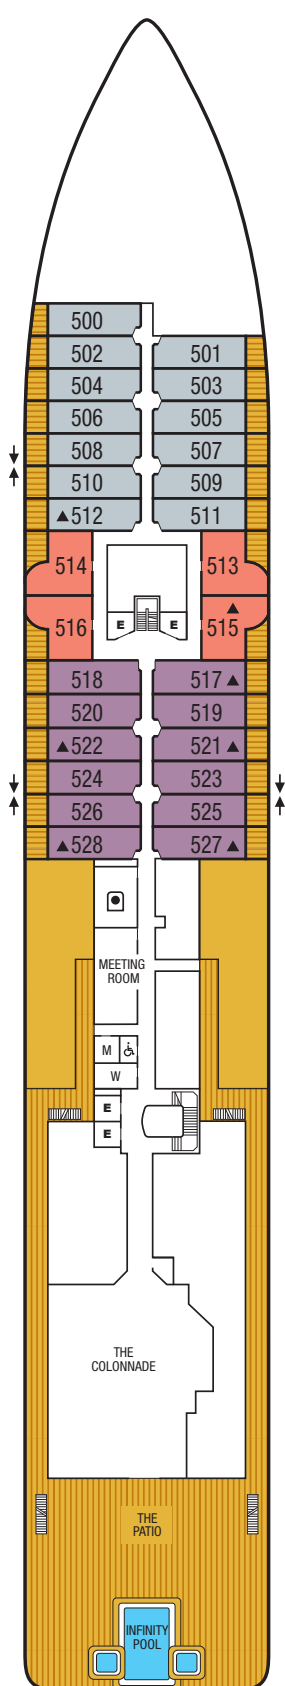 500
502 501
504 503
506 505
508 507
510 509
▲512 511
514 513
516 ▲515
E E
518 517▲
520 519
▲522 521▲
524 523
526 525
▲528 527▲
MEETING
ROOM
M
W
E
E
THE
COLONNADE
THE
PATIO
INFINITY
POOL